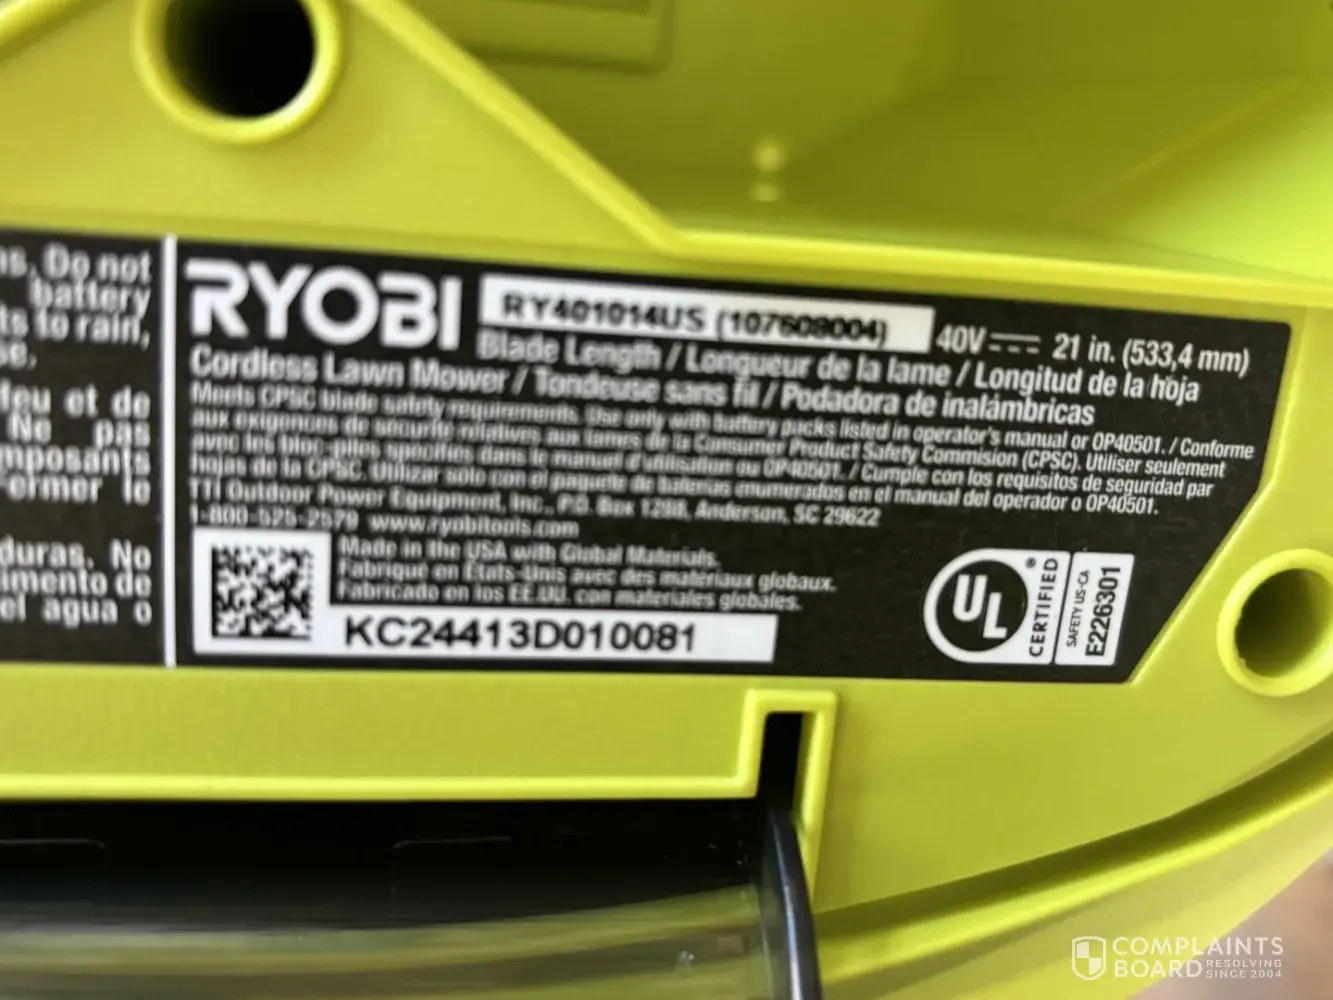 ns. Do not
battery
ts to rain,
se.
feu et de
Ne pas
mposants
Fermer le
duras. No
imento de
el agua o
RYOBI
RY401014US (107608004)
40V 21 in. (533,4 mm)
Blade Length / Longueur de la lame / Longitud de la hoja
Cordless Lawn Mower / Tondeuse sans fil / Podadora de inalámbricas
Meets CPSC blade safety requirements. Use only with battery packs listed in operator's manual or OP40501. / Conforme
aux exigences de sécurité relatives aux lames de la Consumer Product Safety Commision (CPSC). Utiliser seulement
avec les bloc-piles énumérés dans le manuel d'utilisation ou OP40501. / Cumple con los requisitos de seguridad par
hojas de la CPSC. Utilizar sólo con el paquete de baterías enumerados en el manual del operador o OP40501.
TTI Outdoor Power Equipment, Inc., P.O. Box 1288, Anderson, SC 29622
1-800-525-2579 www.ryobitools.com
Made in the USA with Global Materials.
Fabriqué en États-Unis avec des matériaux globaux.
Fabricado en los EE.UU. con materiales globales.
KC24413D010081
UL
®
CERTIFIED
SAFETY US-CA
E226301
COMPLAINTS
BOARD RESOLVING
SINCE 2004